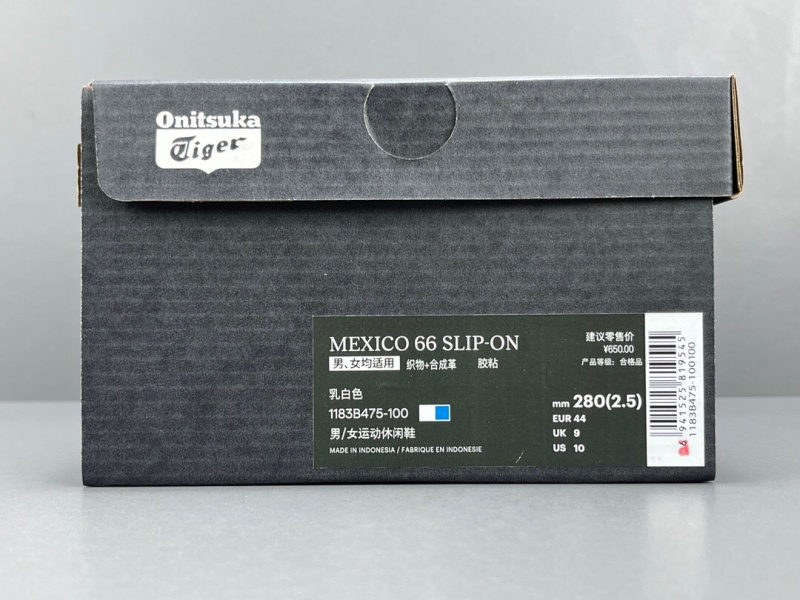 Onitsuka
Tiger
MEXICO 66 SLIP-ON
男、女均适用 织物+合成革 胶粘
建议零售价
¥650.00
产品等级：合格品
乳白色
1183B475-100
男/女运动休闲鞋
MADE IN INDONESIA / FABRIQUE EN INDONESIE
mm 280(2.5)
EUR 44
UK 9
US 10
941525819545
1183B475-100100